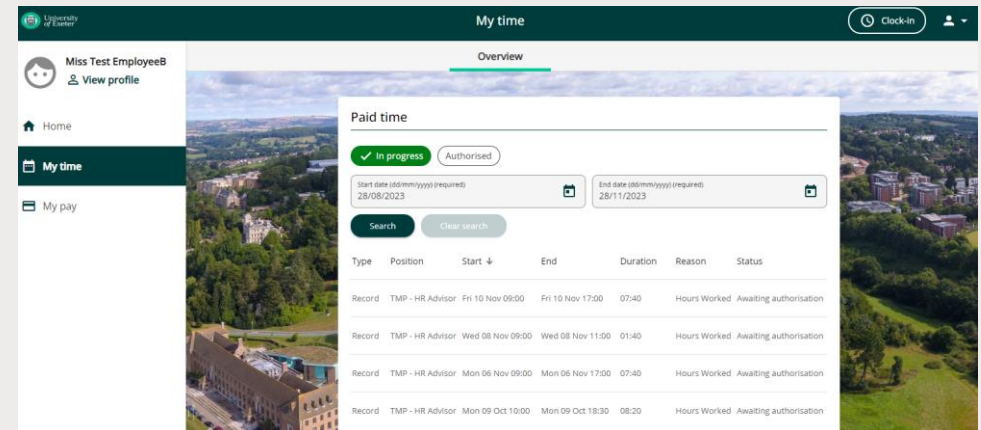 University of Exeter
My time
Clock-in
Miss Test EmployeeB
View profile
Home
My time
My pay
Overview
Paid time
In progress Authorised
Start date (dd/mm/yyyy) (required) End date (dd/mm/yyyy) (required)
28/08/2023 28/11/2023
Search Clear search
Type Position Start End Duration Reason Status
Record TMP - HR Advisor Fri 10 Nov 09:00 Fri 10 Nov 17:00 07:40 Hours Worked Awaiting authorisation
Record TMP - HR Advisor Wed 08 Nov 09:00 Wed 08 Nov 11:00 01:40 Hours Worked Awaiting authorisation
Record TMP - HR Advisor Mon 06 Nov 09:00 Mon 06 Nov 17:00 07:40 Hours Worked Awaiting authorisation
Record TMP - HR Advisor Mon 09 Oct 10:00 Mon 09 Oct 18:30 08:20 Hours Worked Awaiting authorisation